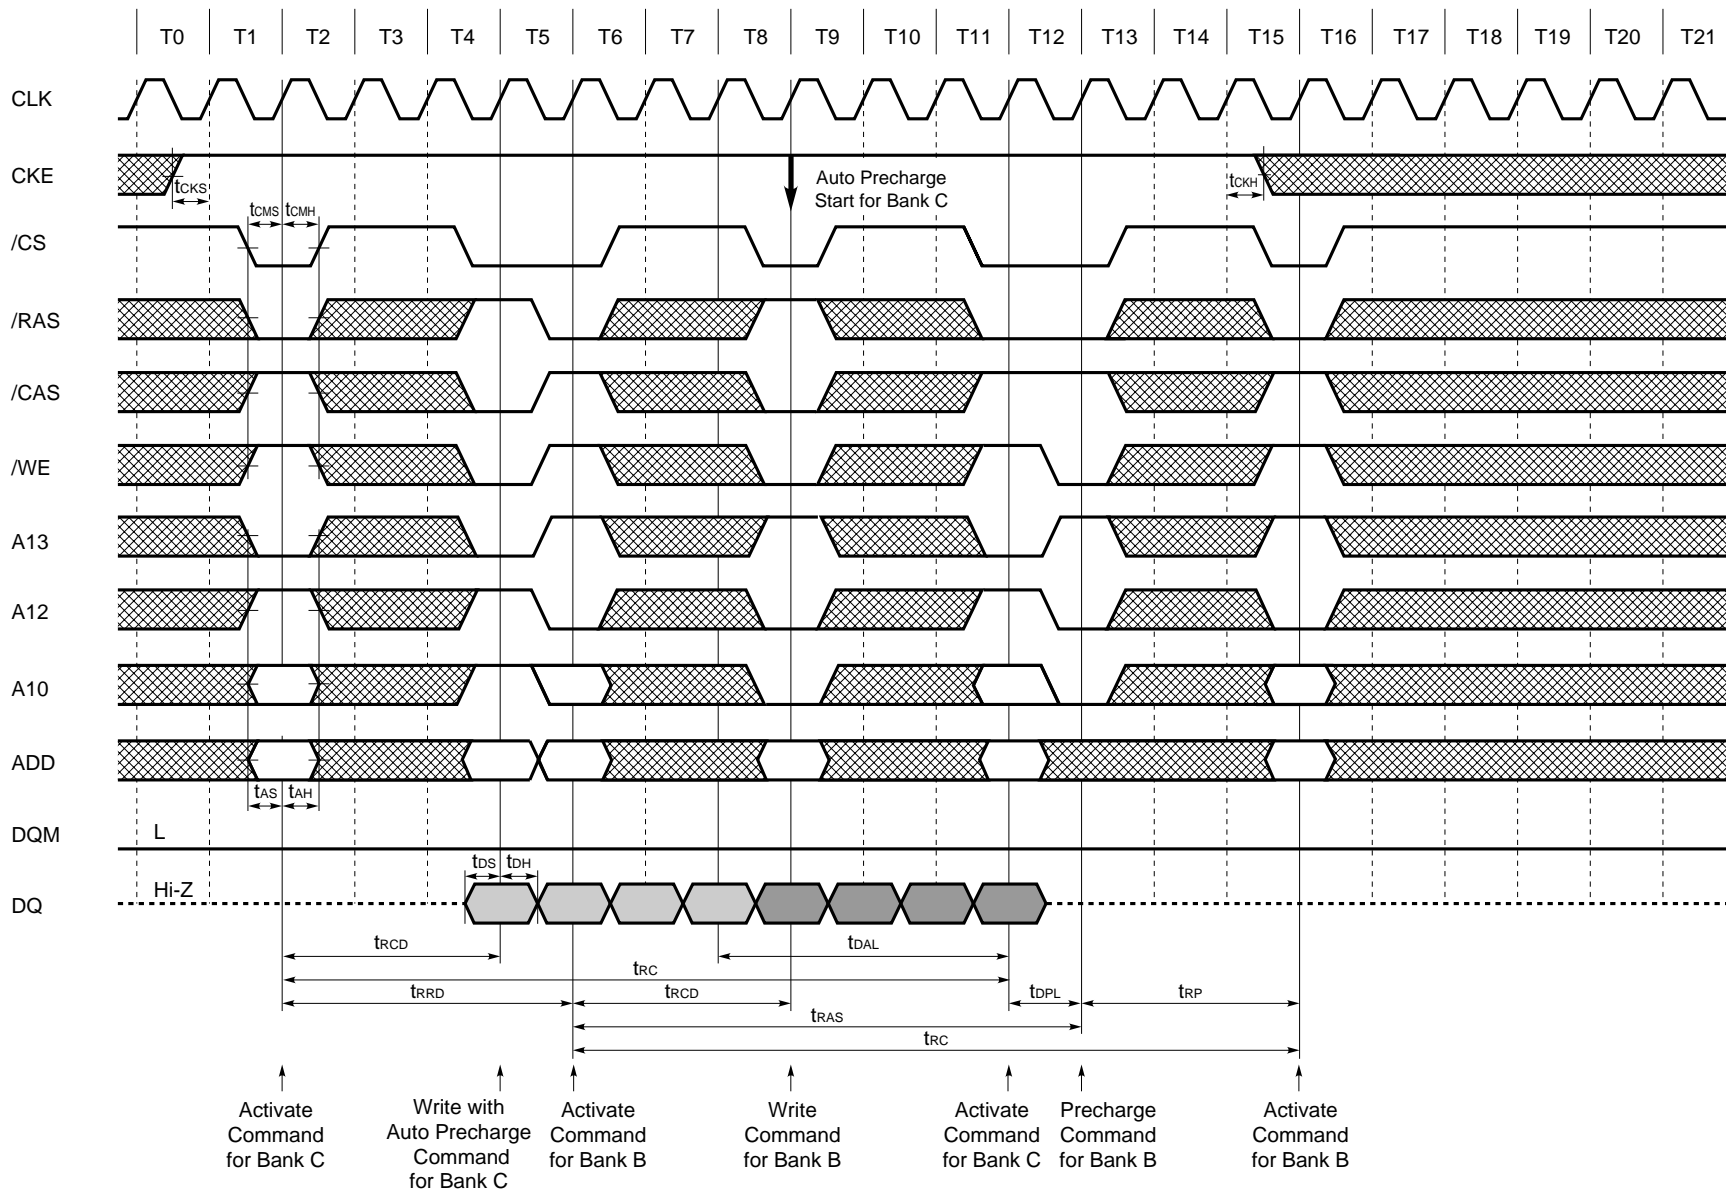 T0 T1 T2 T3 T4 T5 T6 T7 T8 T9 T10 T11 T12 T13 T14 T15 T16 T17 T18 T19 T20 T21
CLK
CKE
tCKS
Auto Precharge
Start for Bank C
tCKH
tCMS tCMH
/CS
/RAS
/CAS
/WE
A13
A12
A10
ADD
tAS tAH
DQM
L
tDS tDH
Hi-Z
DQ
tRCD tDAL
tRC
tRRD tRCD tDPL tRP
tRAS
tRC
Activate
Command
for Bank C
Write with
Auto Precharge
Command
for Bank C
Activate
Command
for Bank B
Write
Command
for Bank B
Activate
Command
for Bank C
Precharge
Command
for Bank B
Activate
Command
for Bank B